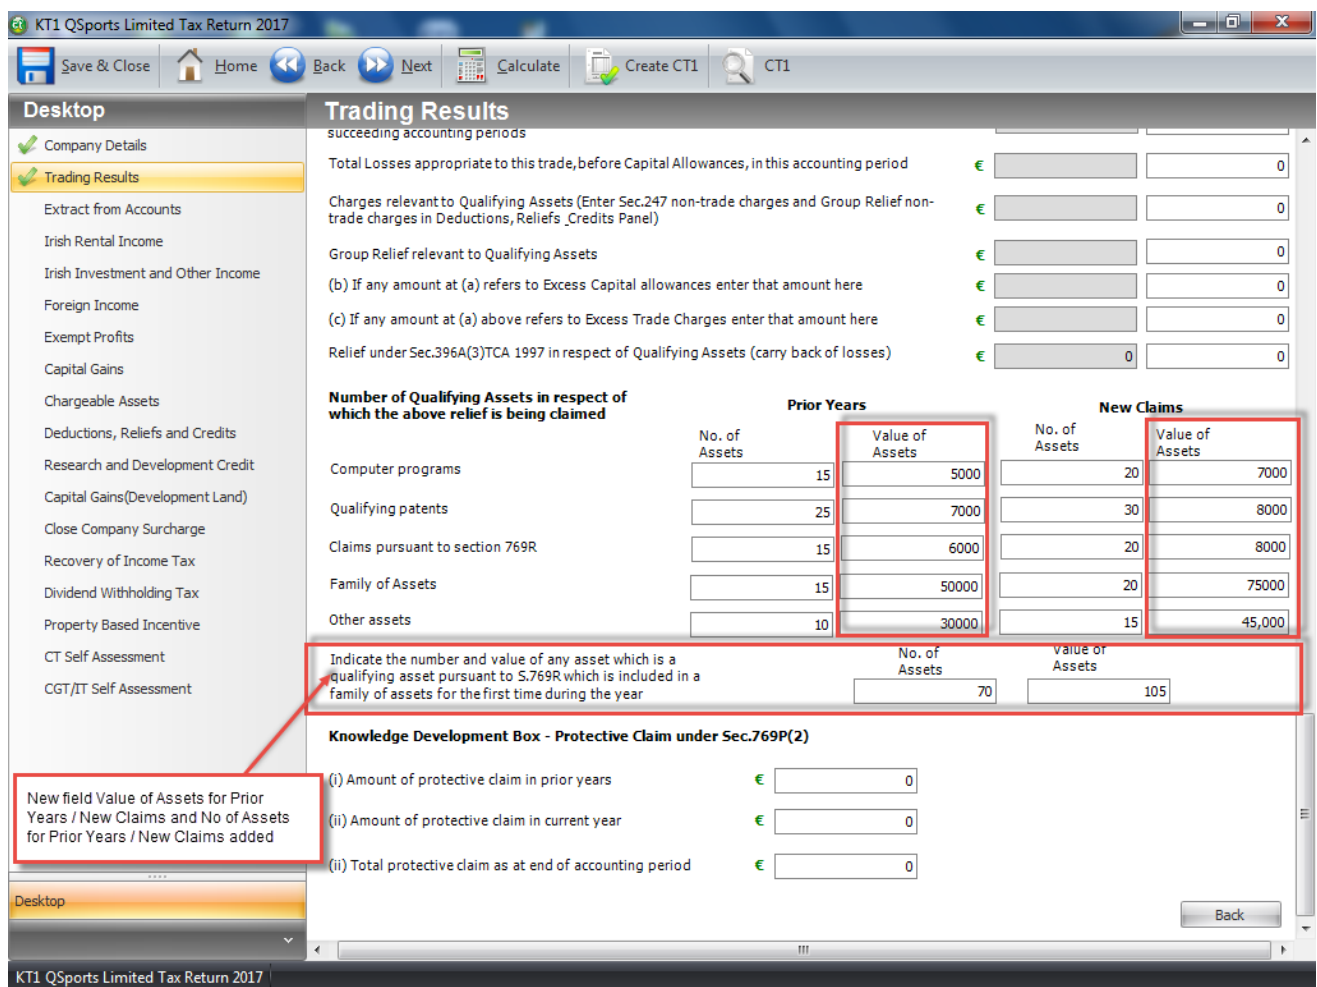 KT1 QSports Limited Tax Return 2017
Save & Close
Home
Back
Next
Calculate
Create CT1
CT1
Desktop
Company Details
Trading Results
Extract from Accounts
Irish Rental Income
Irish Investment and Other Income
Foreign Income
Exempt Profits
Capital Gains
Chargeable Assets
Deductions, Reliefs and Credits
Research and Development Credit
Capital Gains(Development Land)
Close Company Surcharge
Recovery of Income Tax
Dividend Withholding Tax
Property Based Incentive
CT Self Assessment
CGT/IT Self Assessment
New field Value of Assets for Prior
Years / New Claims and No of Assets
for Prior Years / New Claims added
Desktop
Trading Results
succeeding accounting periods
Total Losses appropriate to this trade, before Capital Allowances, in this accounting period € 0
Charges relevant to Qualifying Assets (Enter Sec.247 non-trade charges and Group Relief non-
trade charges in Deductions, Reliefs _Credits Panel) € 0
Group Relief relevant to Qualifying Assets € 0
(b) If any amount at (a) refers to Excess Capital allowances enter that amount here € 0
(c) If any amount at (a) above refers to Excess Trade Charges enter that amount here € 0
Relief under Sec.396A(3)TCA 1997 in respect of Qualifying Assets (carry back of losses) € 0 0
Number of Qualifying Assets in respect of
which the above relief is being claimed
Prior Years
New Claims
No. of
Assets
Value of
Assets
No. of
Assets
Value of
Assets
Computer programs 15 5000 20 7000
Qualifying patents 25 7000 30 8000
Claims pursuant to section 769R 15 6000 20 8000
Family of Assets 15 50000 20 75000
Other assets 10 30000 15 45,000
Indicate the number and value of any asset which is a
qualifying asset pursuant to S.769R which is included in a
family of assets for the first time during the year
No. of
Assets
70
Value of
Assets
105
Knowledge Development Box - Protective Claim under Sec.769P(2)
(i) Amount of protective claim in prior years € 0
(ii) Amount of protective claim in current year € 0
(ii) Total protective claim as at end of accounting period € 0
Back
KT1 QSports Limited Tax Return 2017